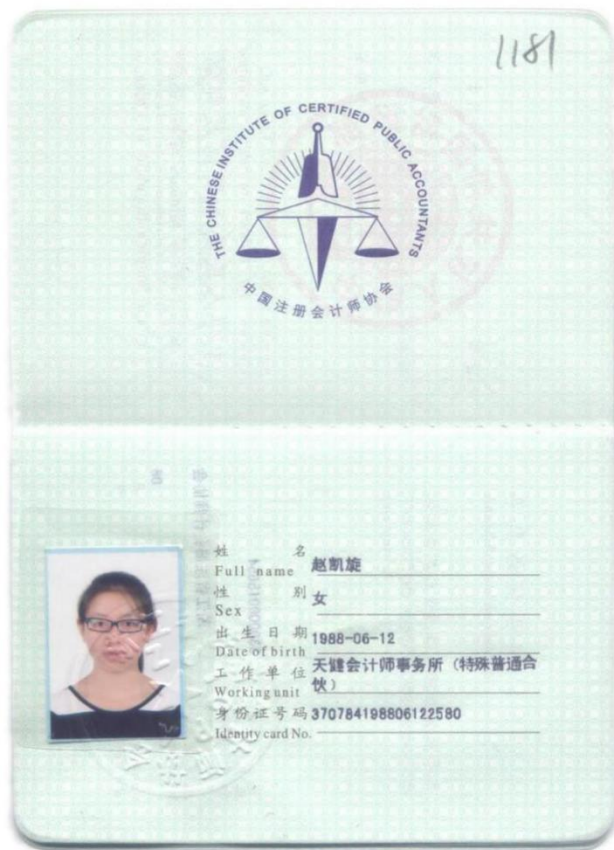 1181
THE CHINESE INSTITUTE OF CERTIFIED PUBLIC ACCOUNTANTS
中国注册会计师协会
姓 名 赵凯旋
Full name
性 别 女
Sex
出生日期 1988-06-12
Date of birth
工作单位 天健会计师事务所（特殊普通合
Working unit 伙）
身份证号码 370784198806122580
Identity card No.